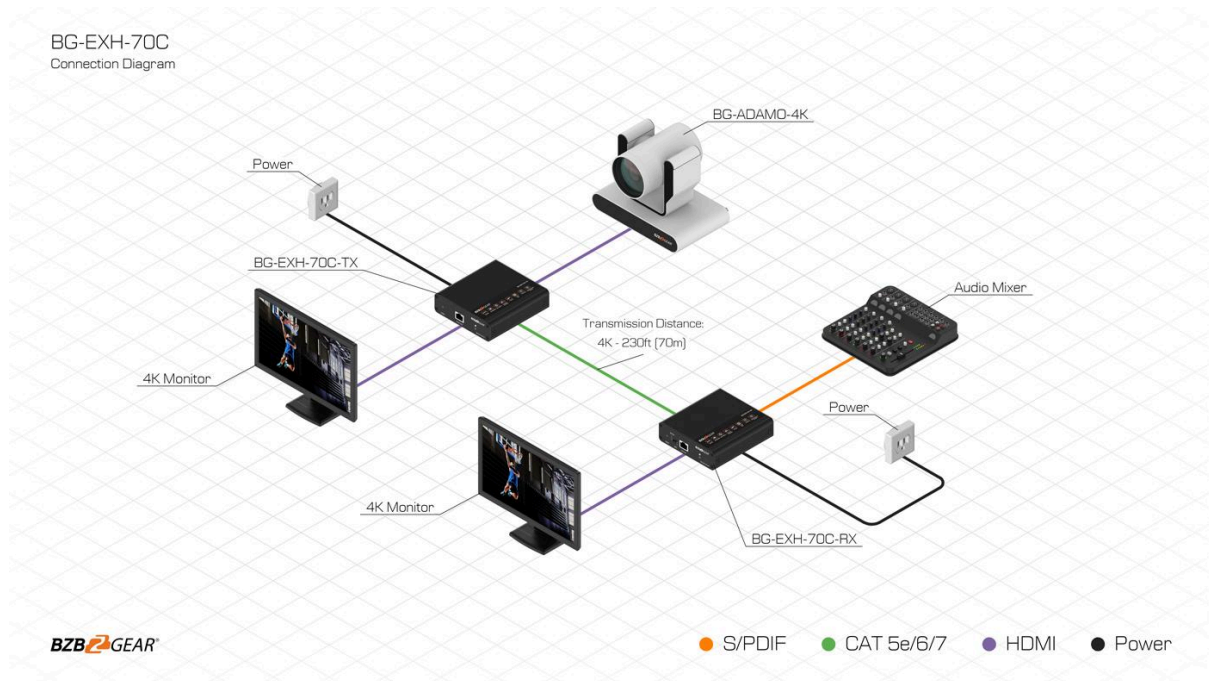 BG-EXH-70C
Connection Diagram
BG-ADAMO-4K
Power
BG-EXH-70C-TX
Audio Mixer
Transmission Distance:
4K - 230ft (70m)
4K Monitor
Power
4K Monitor
BG-EXH-70C-RX
BZBGEAR®
S/PDIF
CAT 5e/6/7
HDMI
Power